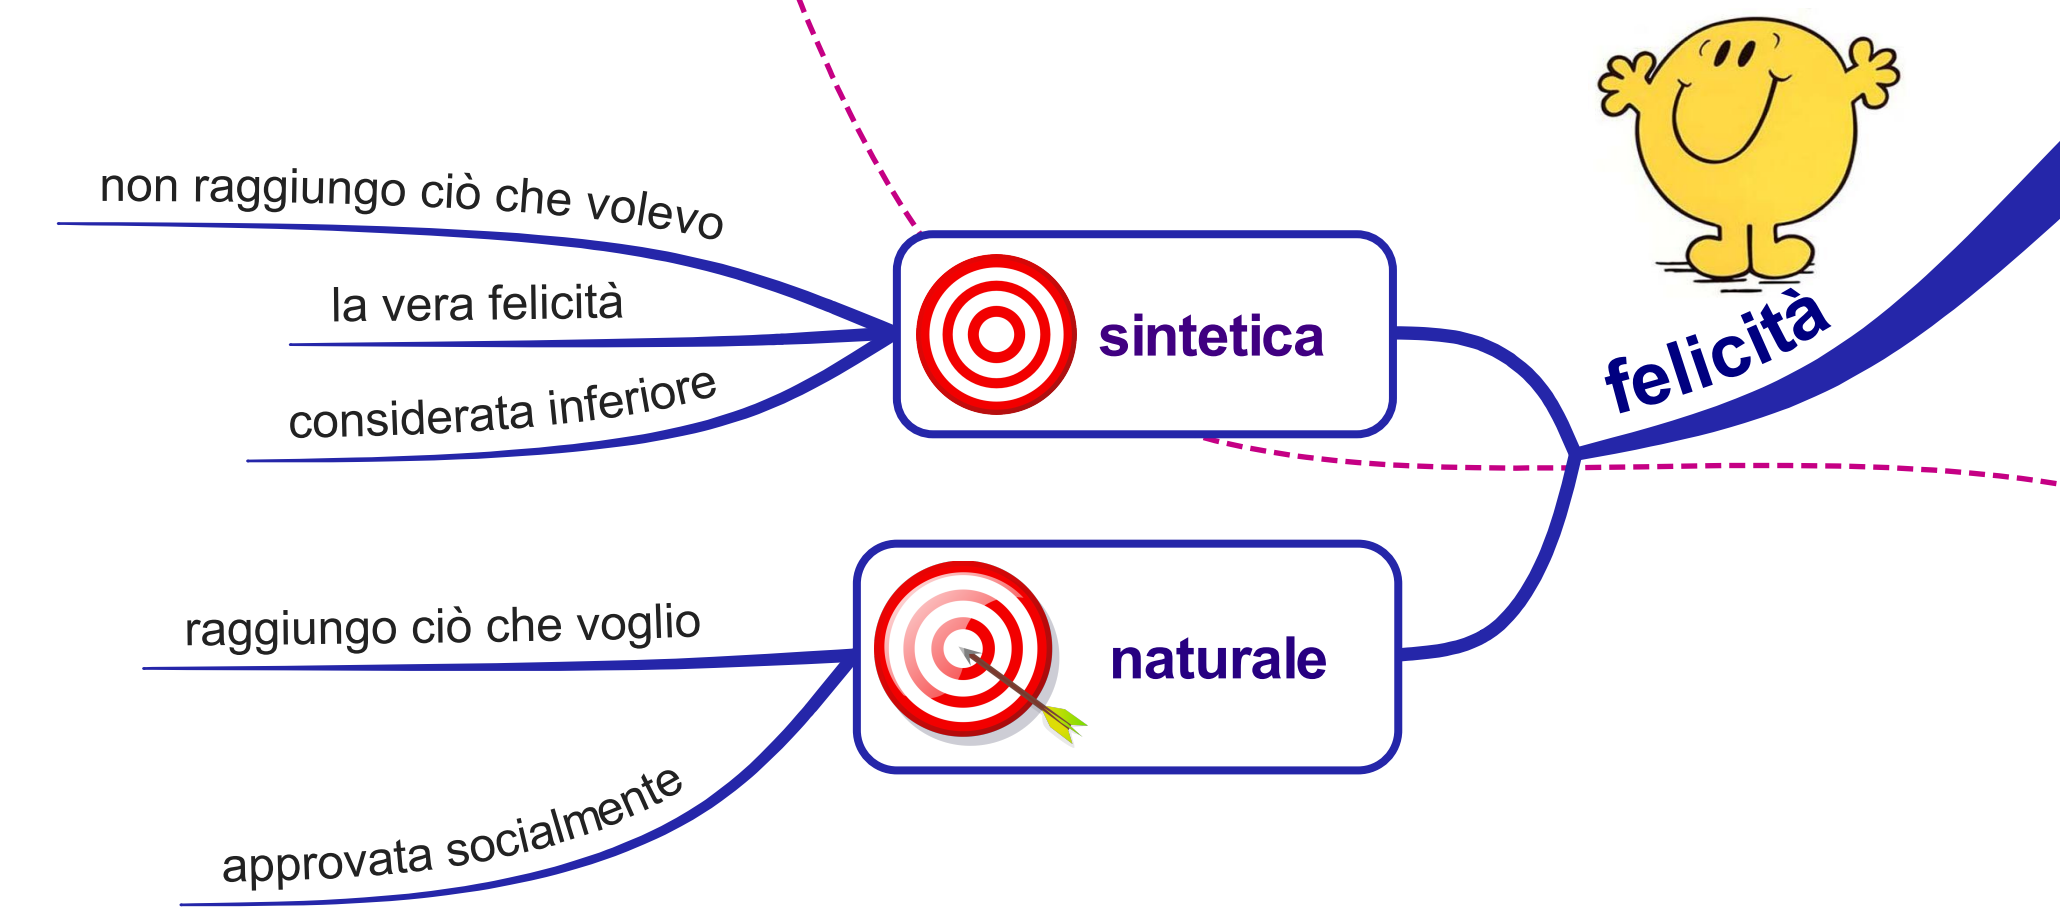 felicità
sintetica
non raggiungo ciò che volevo
la vera felicità
considerata inferiore
naturale
raggiungo ciò che voglio
approvata socialmente